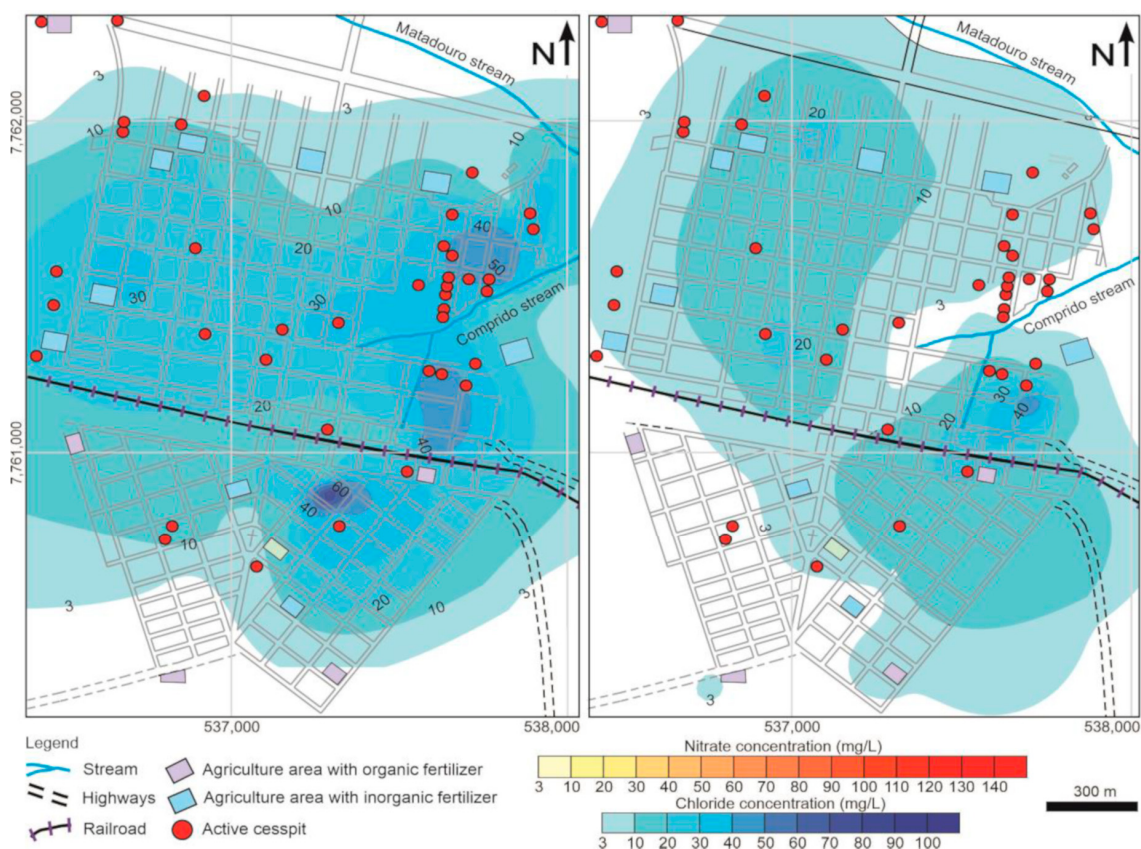 Matadouro stream
N
3
3
10
10
7,762,000
10
40
20
50
30
30
Comprido stream
20
7,761,000
40
60
40
10
20
10
3
3
537,000
538,000
Matadouro stream
N
3
20
3
10
3
Comprido stream
20
30
10
40
20
3
3
537,000
538,000
Legend
Stream
Highways
Railroad
Agriculture area with organic fertilizer
Agriculture area with inorganic fertilizer
Active cesspit
Nitrate concentration (mg/L)
3 10 20 30 40 50 60 70 80 90 100 110 120 130 140
Chloride concentration (mg/L)
3 10 20 30 40 50 60 70 80 90 100
300 m